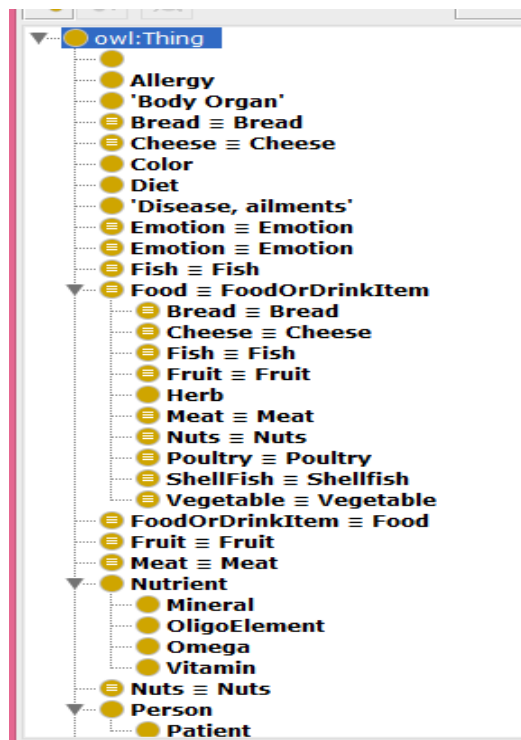 owl:Thing
Allergy
'Body Organ'
Bread ≡ Bread
Cheese ≡ Cheese
Color
Diet
'Disease, ailments'
Emotion ≡ Emotion
Emotion ≡ Emotion
Fish ≡ Fish
Food ≡ FoodOrDrinkItem
Bread ≡ Bread
Cheese ≡ Cheese
Fish ≡ Fish
Fruit ≡ Fruit
Herb
Meat ≡ Meat
Nuts ≡ Nuts
Poultry ≡ Poultry
ShellFish ≡ Shellfish
Vegetable ≡ Vegetable
FoodOrDrinkItem ≡ Food
Fruit ≡ Fruit
Meat ≡ Meat
Nutrient
Mineral
OligoElement
Omega
Vitamin
Nuts ≡ Nuts
Person
Patient